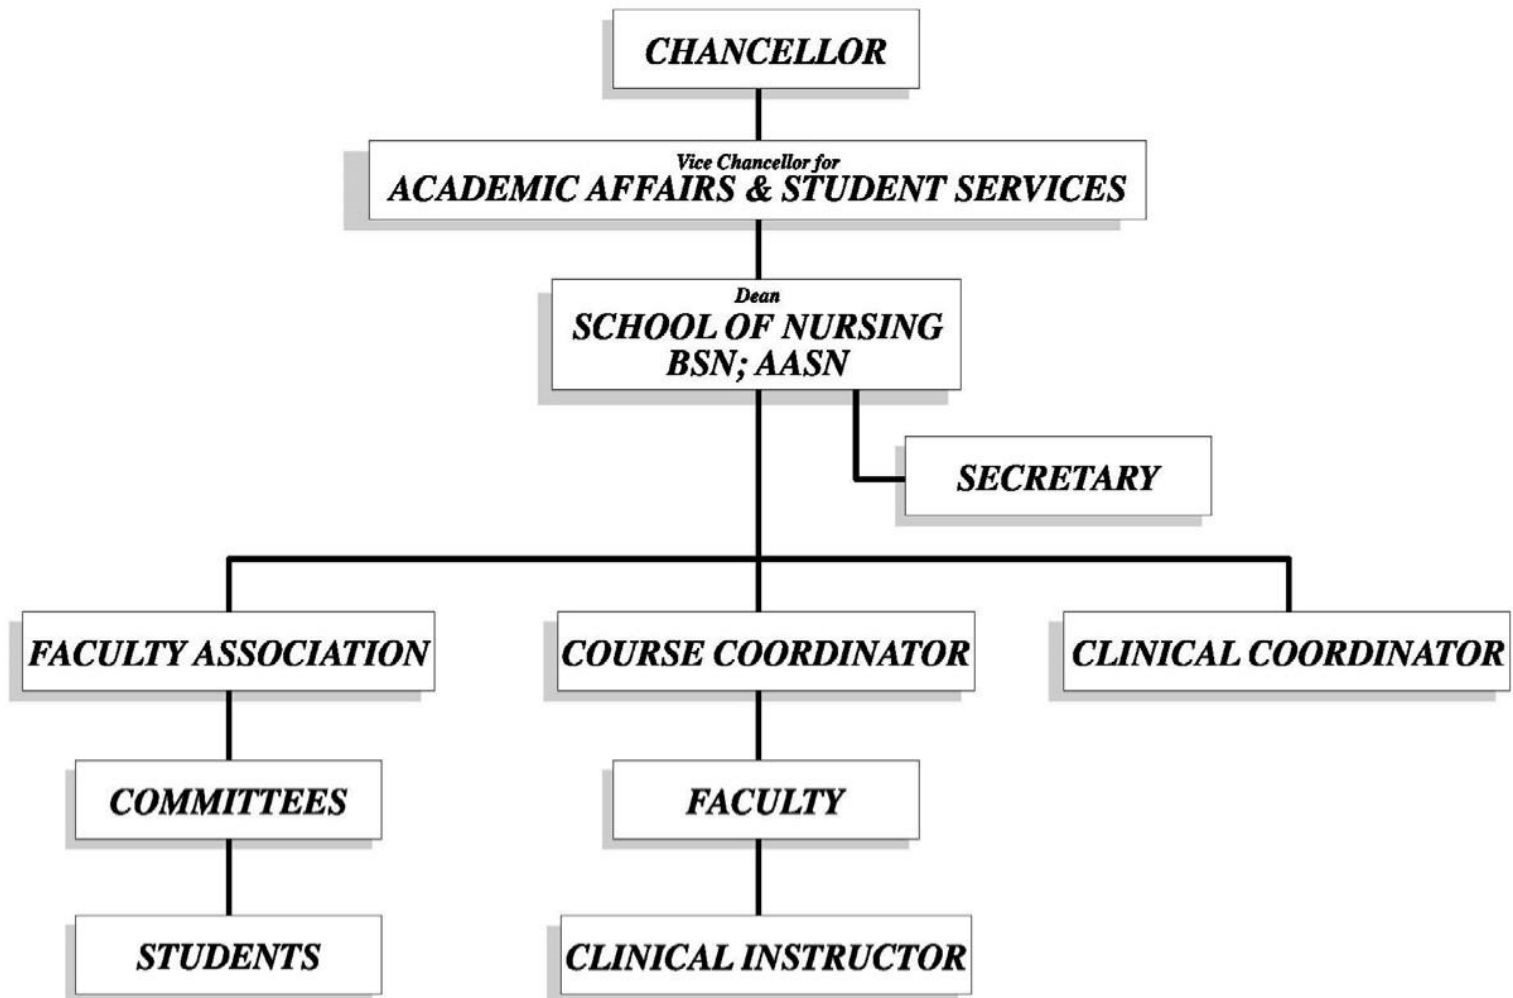 CHANCELLOR
Vice Chancellor for
ACADEMIC AFFAIRS & STUDENT SERVICES
Dean
SCHOOL OF NURSING
BSN; AASN
SECRETARY
FACULTY ASSOCIATION
COURSE COORDINATOR
CLINICAL COORDINATOR
COMMITTEES
FACULTY
STUDENTS
CLINICAL INSTRUCTOR